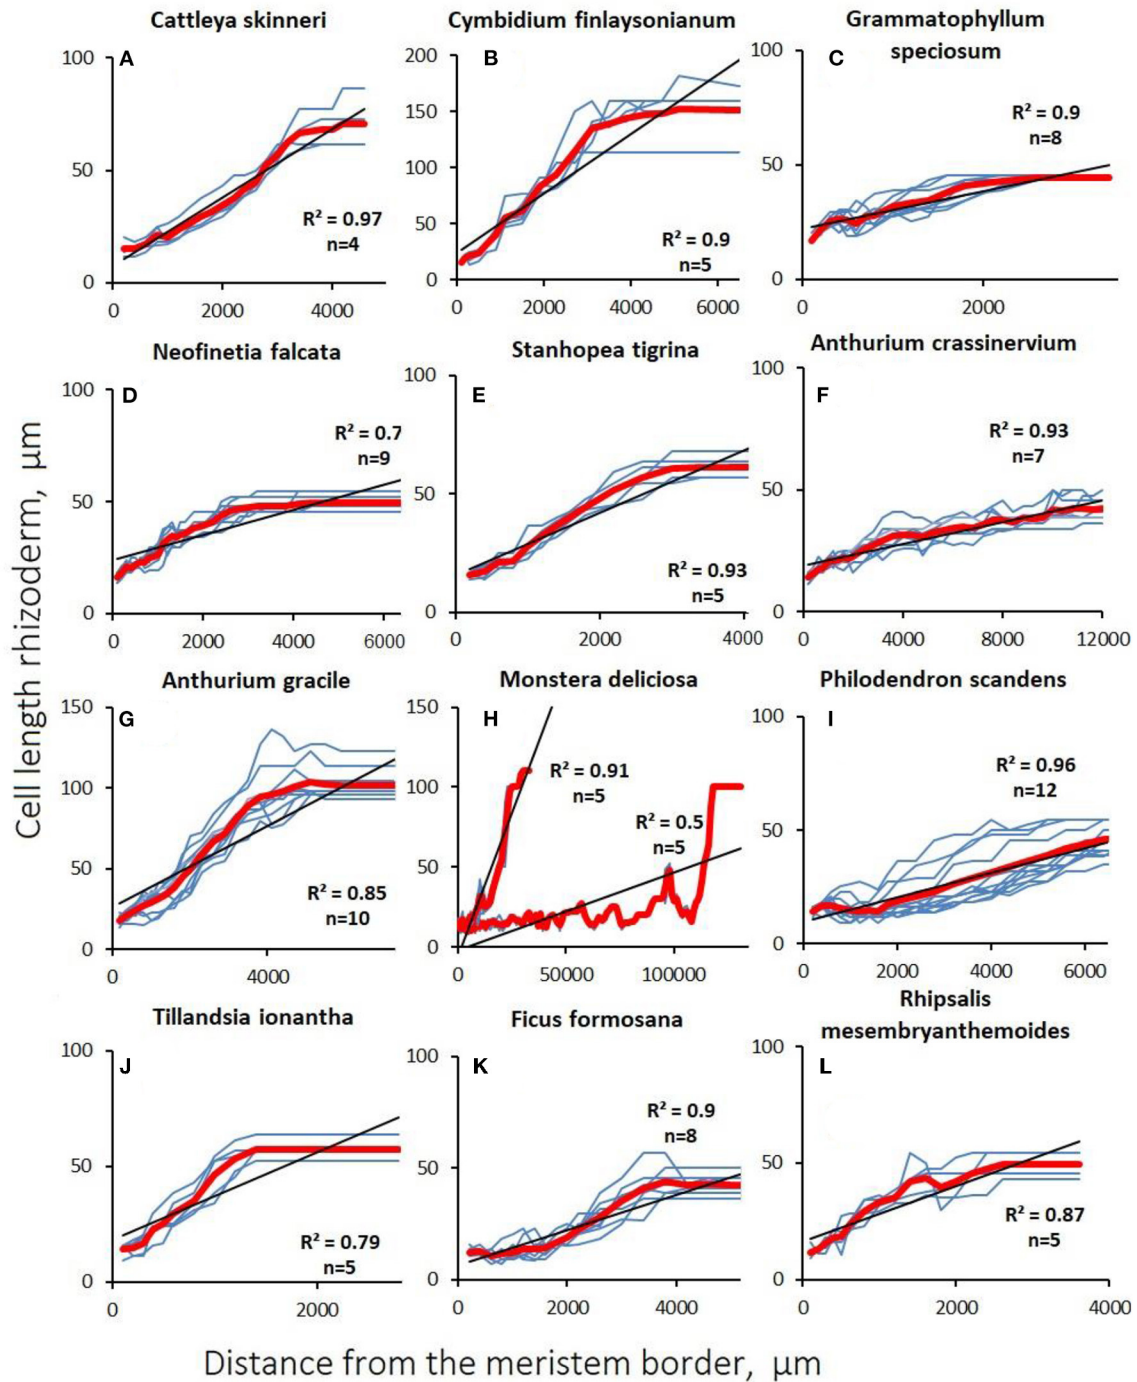 Cell length rhizoderm, µm
Cattleya skinneri
A
100
50
0
R² = 0.97
n=4
0 2000 4000
Cymbidium finlaysonianum
B
200
150
100
50
0
R² = 0.9
n=5
0 2000 4000 6000
Grammatophyllum
speciosum
C
100
50
0
R² = 0.9
n=8
0 2000
Neofinetia falcata
D
100
50
0
R² = 0.7
n=9
0 2000 4000 6000
Stanhopea tigrina
E
100
50
0
R² = 0.93
n=5
0 2000 4000
Anthurium crassinervium
F
100
50
0
R² = 0.93
n=7
0 4000 8000 12000
Anthurium gracile
G
150
100
50
0
R² = 0.85
n=10
0 4000
Monstera deliciosa
H
150
100
50
0
R² = 0.91
n=5
R² = 0.5
n=5
0 50000 100000
Philodendron scandens
I
100
50
0
R² = 0.96
n=12
0 2000 4000 6000
Tillandsia ionantha
J
100
50
0
R² = 0.79
n=5
0 2000
Ficus formosana
K
100
50
0
R² = 0.9
n=8
0 2000 4000
Rhipsalis
mesembryanthemoides
L
100
50
0
R² = 0.87
n=5
0 2000 4000
Distance from the meristem border, µm